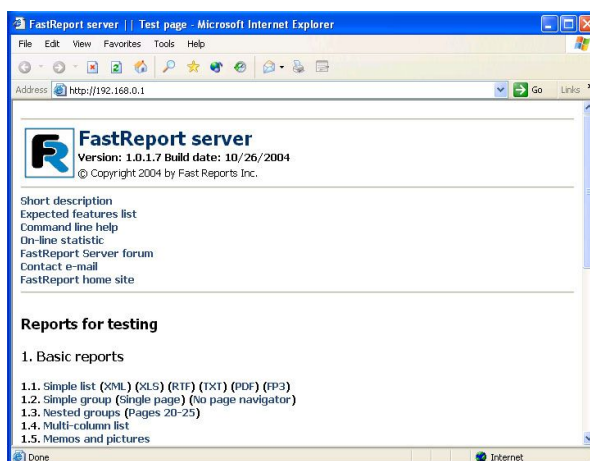 FastReport server || Test page - Microsoft Internet Explorer
File Edit View Favorites Tools Help
Address http://192.168.0.1 Go Links »
FR
FastReport server
Version: 1.0.1.7 Build date: 10/26/2004
© Copyright 2004 by Fast Reports Inc.
Short description
Expected features list
Command line help
On-line statistic
FastReport Server forum
Contact e-mail
FastReport home site
Reports for testing
1. Basic reports
1.1. Simple list (XML) (XLS) (RTF) (TXT) (PDF) (FP3)
1.2. Simple group (Single page) (No page navigator)
1.3. Nested groups (Pages 20-25)
1.4. Multi-column list
1.5. Memos and pictures
Done Internet